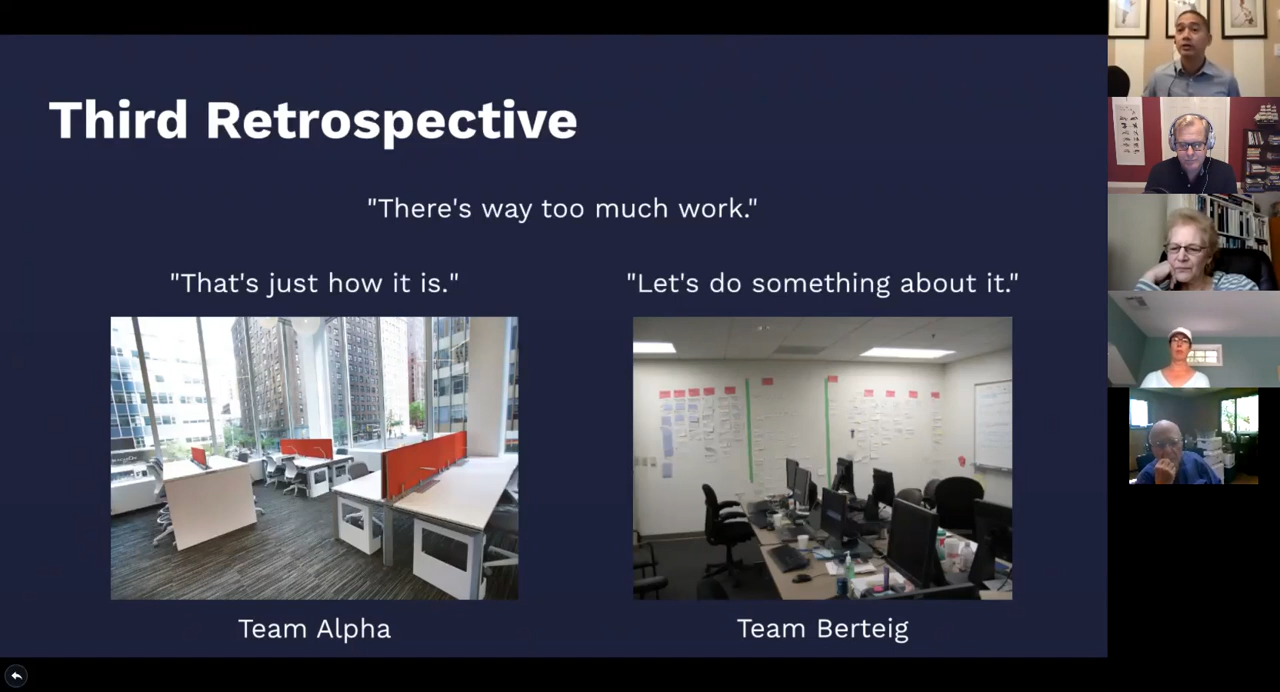 Third Retrospective
"There's way too much work."
"That's just how it is."
"Let's do something about it."
Team Alpha
Team Berteig